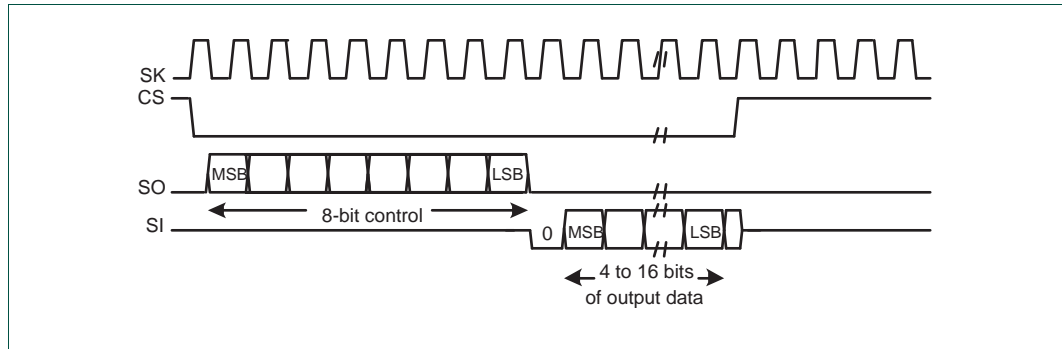 SK
CS
SO
MSB
LSB
8-bit control
SI
0
MSB
LSB
4 to 16 bits
of output data